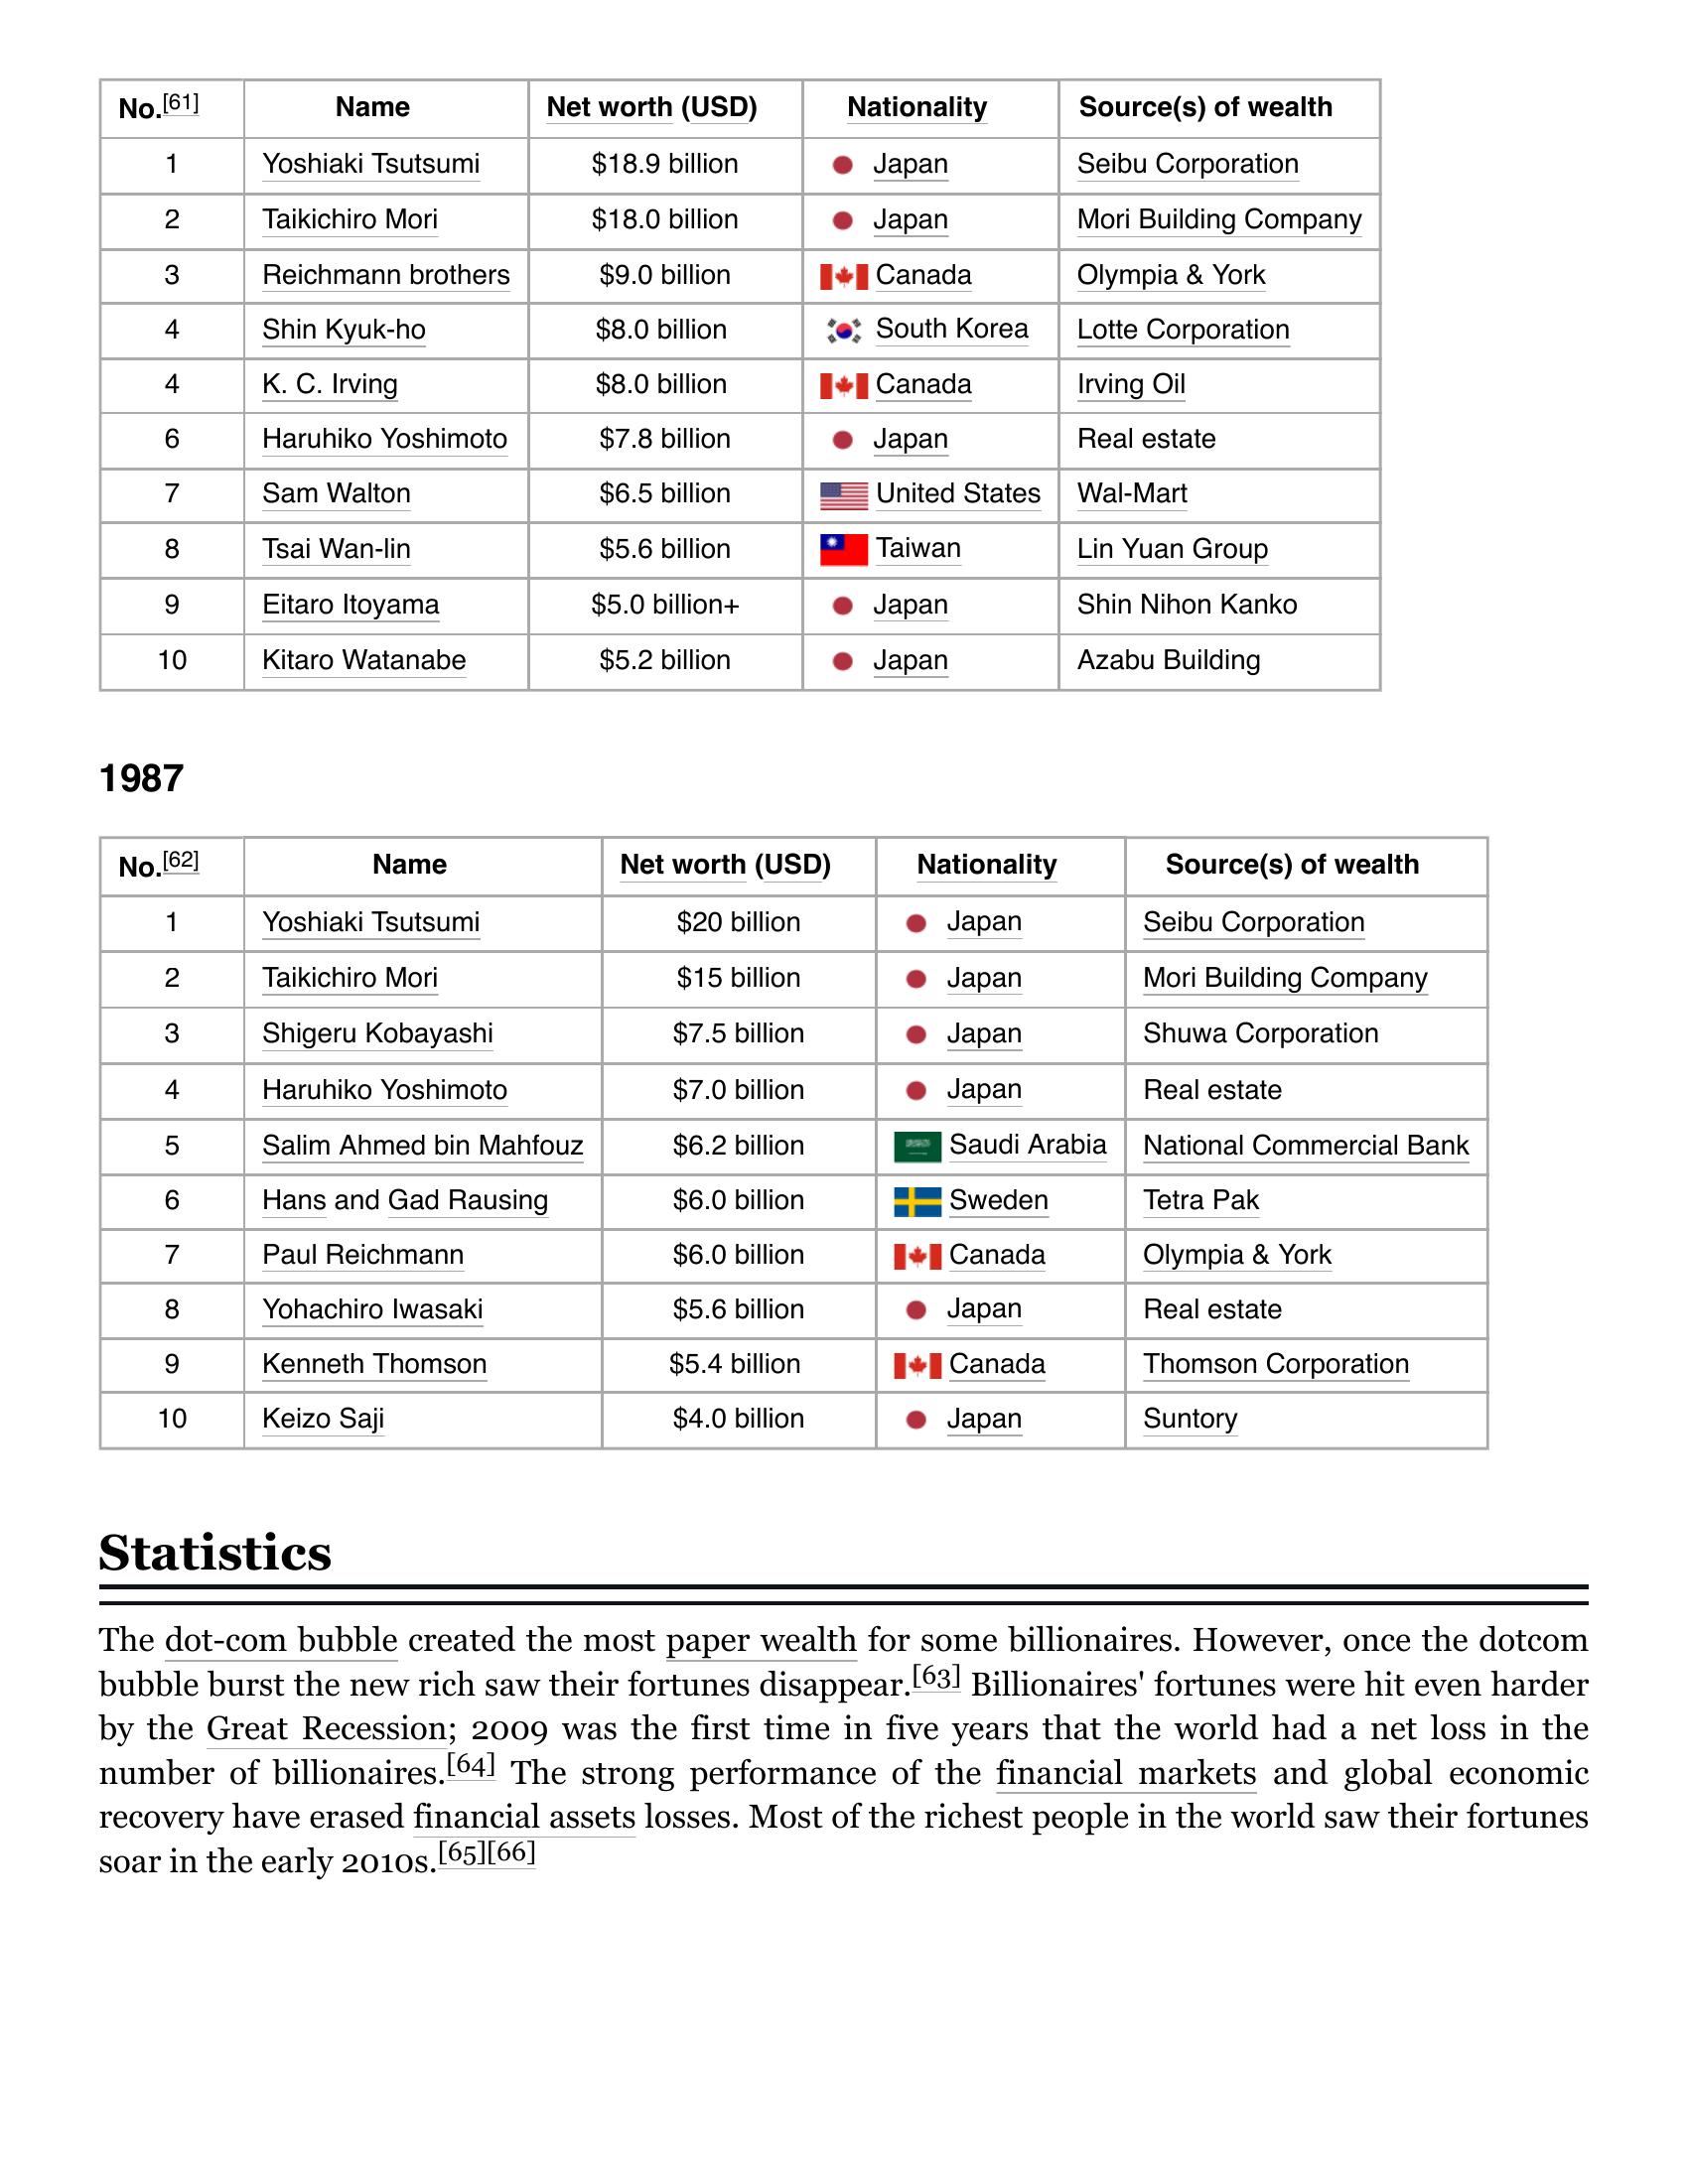 No.[61] Name Net worth (USD) Nationality Source(s) of wealth
1 Yoshiaki Tsutsumi $18.9 billion Japan Seibu Corporation
2 Taikichiro Mori $18.0 billion Japan Mori Building Company
3 Reichmann brothers $9.0 billion Canada Olympia & York
4 Shin Kyuk-ho $8.0 billion South Korea Lotte Corporation
4 K. C. Irving $8.0 billion Canada Irving Oil
6 Haruhiko Yoshimoto $7.8 billion Japan Real estate
7 Sam Walton $6.5 billion United States Wal-Mart
8 Tsai Wan-lin $5.6 billion Taiwan Lin Yuan Group
9 Eitaro Itoyama $5.0 billion+ Japan Shin Nihon Kanko
10 Kitaro Watanabe $5.2 billion Japan Azabu Building
1987
No.[62] Name Net worth (USD) Nationality Source(s) of wealth
1 Yoshiaki Tsutsumi $20 billion Japan Seibu Corporation
2 Taikichiro Mori $15 billion Japan Mori Building Company
3 Shigeru Kobayashi $7.5 billion Japan Shuwa Corporation
4 Haruhiko Yoshimoto $7.0 billion Japan Real estate
5 Salim Ahmed bin Mahfouz $6.2 billion Saudi Arabia National Commercial Bank
6 Hans and Gad Rausing $6.0 billion Sweden Tetra Pak
7 Paul Reichmann $6.0 billion Canada Olympia & York
8 Yohachiro Iwasaki $5.6 billion Japan Real estate
9 Kenneth Thomson $5.4 billion Canada Thomson Corporation
10 Keizo Saji $4.0 billion Japan Suntory
Statistics
The dot-com bubble created the most paper wealth for some billionaires. However, once the dotcom
bubble burst the new rich saw their fortunes disappear.[63] Billionaires' fortunes were hit even harder
by the Great Recession; 2009 was the first time in five years that the world had a net loss in the
number of billionaires.[64] The strong performance of the financial markets and global economic
recovery have erased financial assets losses. Most of the richest people in the world saw their fortunes
soar in the early 2010s.[65][66]